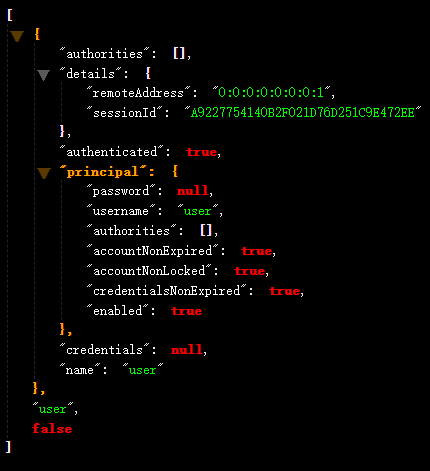 [
{
"authorities": [],
"details": {
"remoteAddress": "0:0:0:0:0:0:0:1",
"sessionId": "A9227754140B2F021D76D251C9E472EE"
},
"authenticated": true,
"principal": {
"password": null,
"username": "user",
"authorities": [],
"accountNonExpired": true,
"accountNonLocked": true,
"credentialsNonExpired": true,
"enabled": true
},
"credentials": null,
"name": "user"
},
"user",
false
]